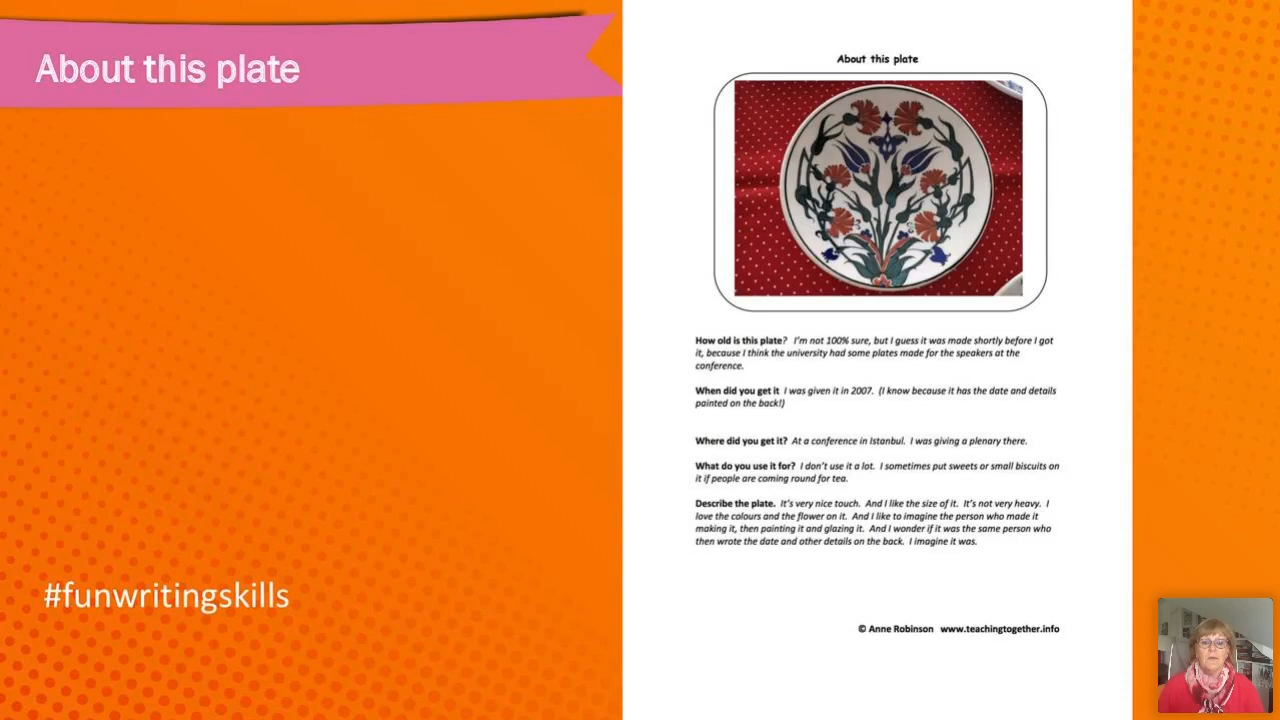 About this plate
#funwritingskills
About this plate
How old is this plate? I'm not 100% sure, but I guess it was made shortly before I got
it, because I think the university had some plates made for the speakers at the
conference.
When did you get it I was given it in 2007. (I know because it has the date and details
painted on the back!)
Where did you get it? At a conference in Istanbul. I was giving a plenary there.
What do you use it for? I don't use it a lot. I sometimes put sweets or small biscuits on
it if people are coming round for tea.
Describe the plate. It's very nice touch. And I like the size of it. It's not very heavy. I
love the colours and the flower on it. And I like to imagine the person who made it
making it, then painting it and glazing it. And I wonder if it was the same person who
then wrote the date and other details on the back. I imagine it was.
© Anne Robinson www.teachingtogether.info